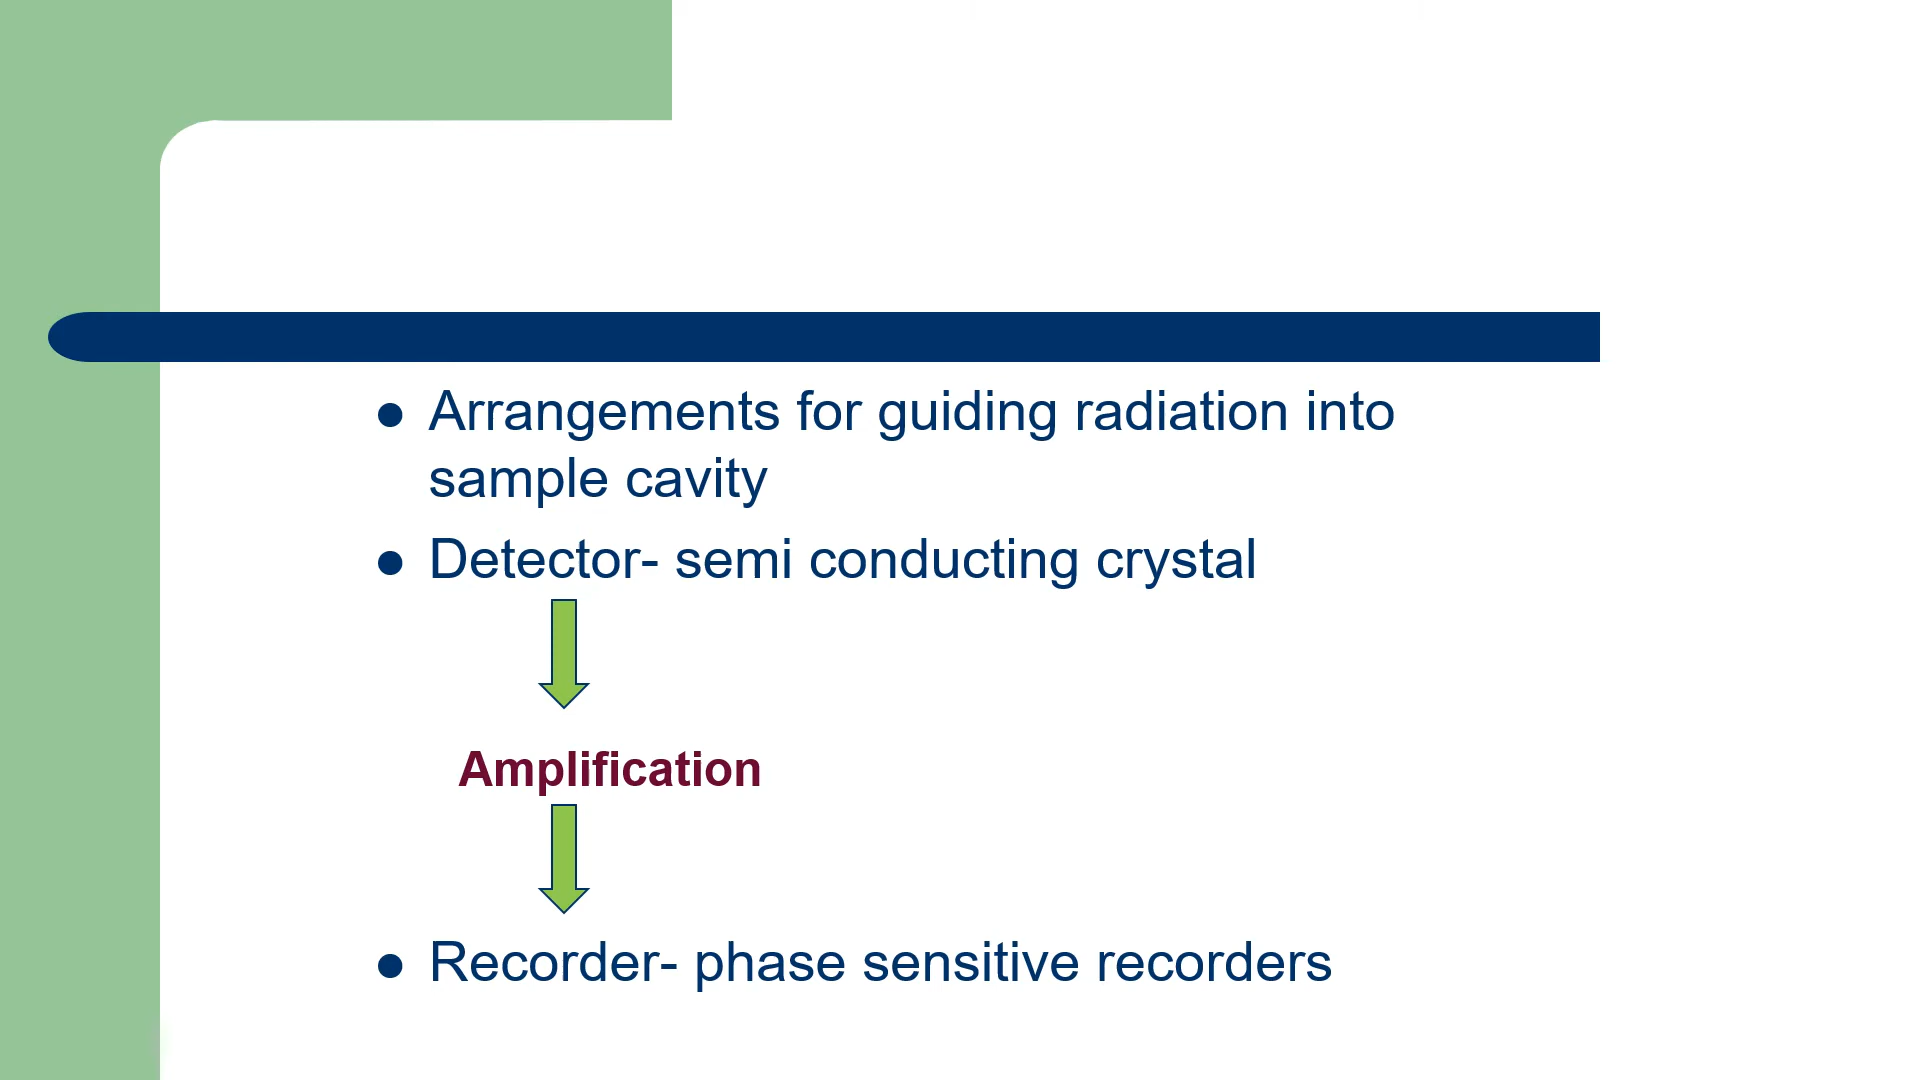 ● Arrangements for guiding radiation into
sample cavity
● Detector- semi conducting crystal
Amplification
● Recorder- phase sensitive recorders